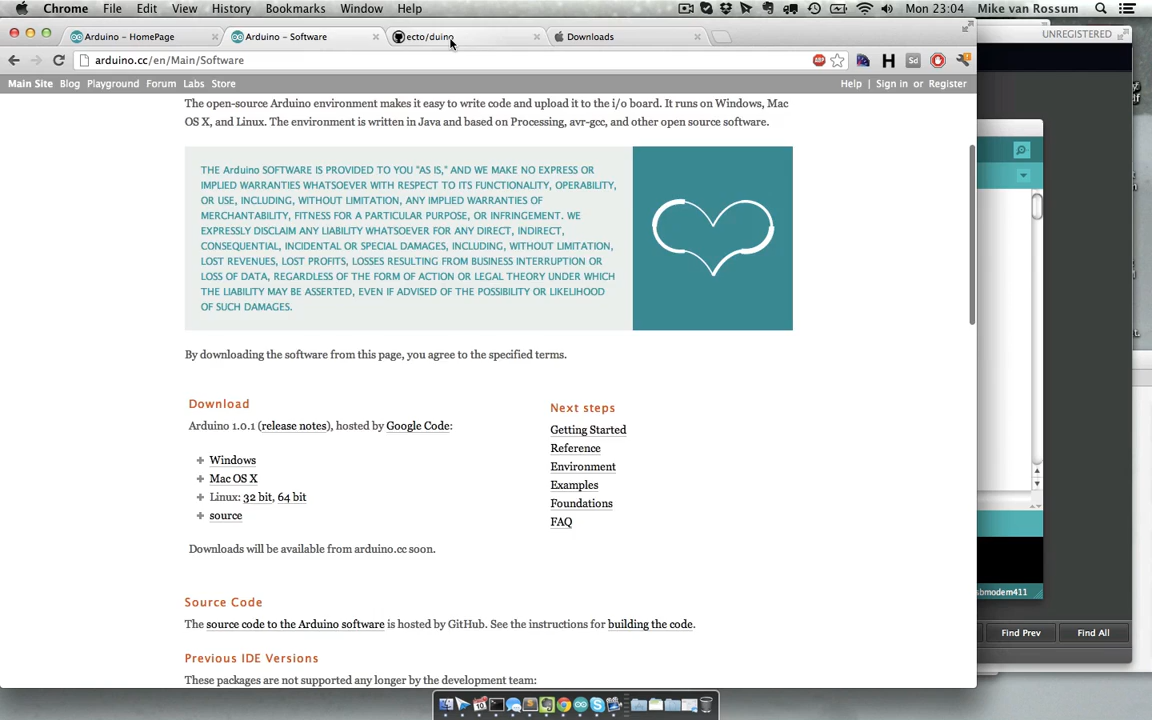 Chrome File Edit View History Bookmarks Window Help
Mon 23:04 Mike van Rossum
Arduino - HomePage
Arduino - Software
ecto/duino
Downloads
UNREGISTERED
arduino.cc/en/Main/Software
ABP
H
Sd
Main Site Blog Playground Forum Labs Store
Help | Sign in or Register
The open-source Arduino environment makes it easy to write code and upload it to the i/o board. It runs on Windows, Mac
OS X, and Linux. The environment is written in Java and based on Processing, avr-gcc, and other open source software.
THE Arduino SOFTWARE IS PROVIDED TO YOU "AS IS," AND WE MAKE NO EXPRESS OR
IMPLIED WARRANTIES WHATSOEVER WITH RESPECT TO ITS FUNCTIONALITY, OPERABILITY,
OR USE, INCLUDING, WITHOUT LIMITATION, ANY IMPLIED WARRANTIES OF
MERCHANTABILITY, FITNESS FOR A PARTICULAR PURPOSE, OR INFRINGEMENT. WE
EXPRESSLY DISCLAIM ANY LIABILITY WHATSOEVER FOR ANY DIRECT, INDIRECT,
CONSEQUENTIAL, INCIDENTAL OR SPECIAL DAMAGES, INCLUDING, WITHOUT LIMITATION,
LOST REVENUES, LOST PROFITS, LOSSES RESULTING FROM BUSINESS INTERRUPTION OR
LOSS OF DATA, REGARDLESS OF THE FORM OF ACTION OR LEGAL THEORY UNDER WHICH
THE LIABILITY MAY BE ASSERTED, EVEN IF ADVISED OF THE POSSIBILITY OR LIKELIHOOD
OF SUCH DAMAGES.
By downloading the software from this page, you agree to the specified terms.
Download
Arduino 1.0.1 (release notes), hosted by Google Code:
Windows
Mac OS X
Linux: 32 bit, 64 bit
source
Downloads will be available from arduino.cc soon.
Next steps
Getting Started
Reference
Environment
Examples
Foundations
FAQ
Source Code
The source code to the Arduino software is hosted by GitHub. See the instructions for building the code.
Previous IDE Versions
These packages are not supported any longer by the development team:
sbmodem411
Find Prev
Find All